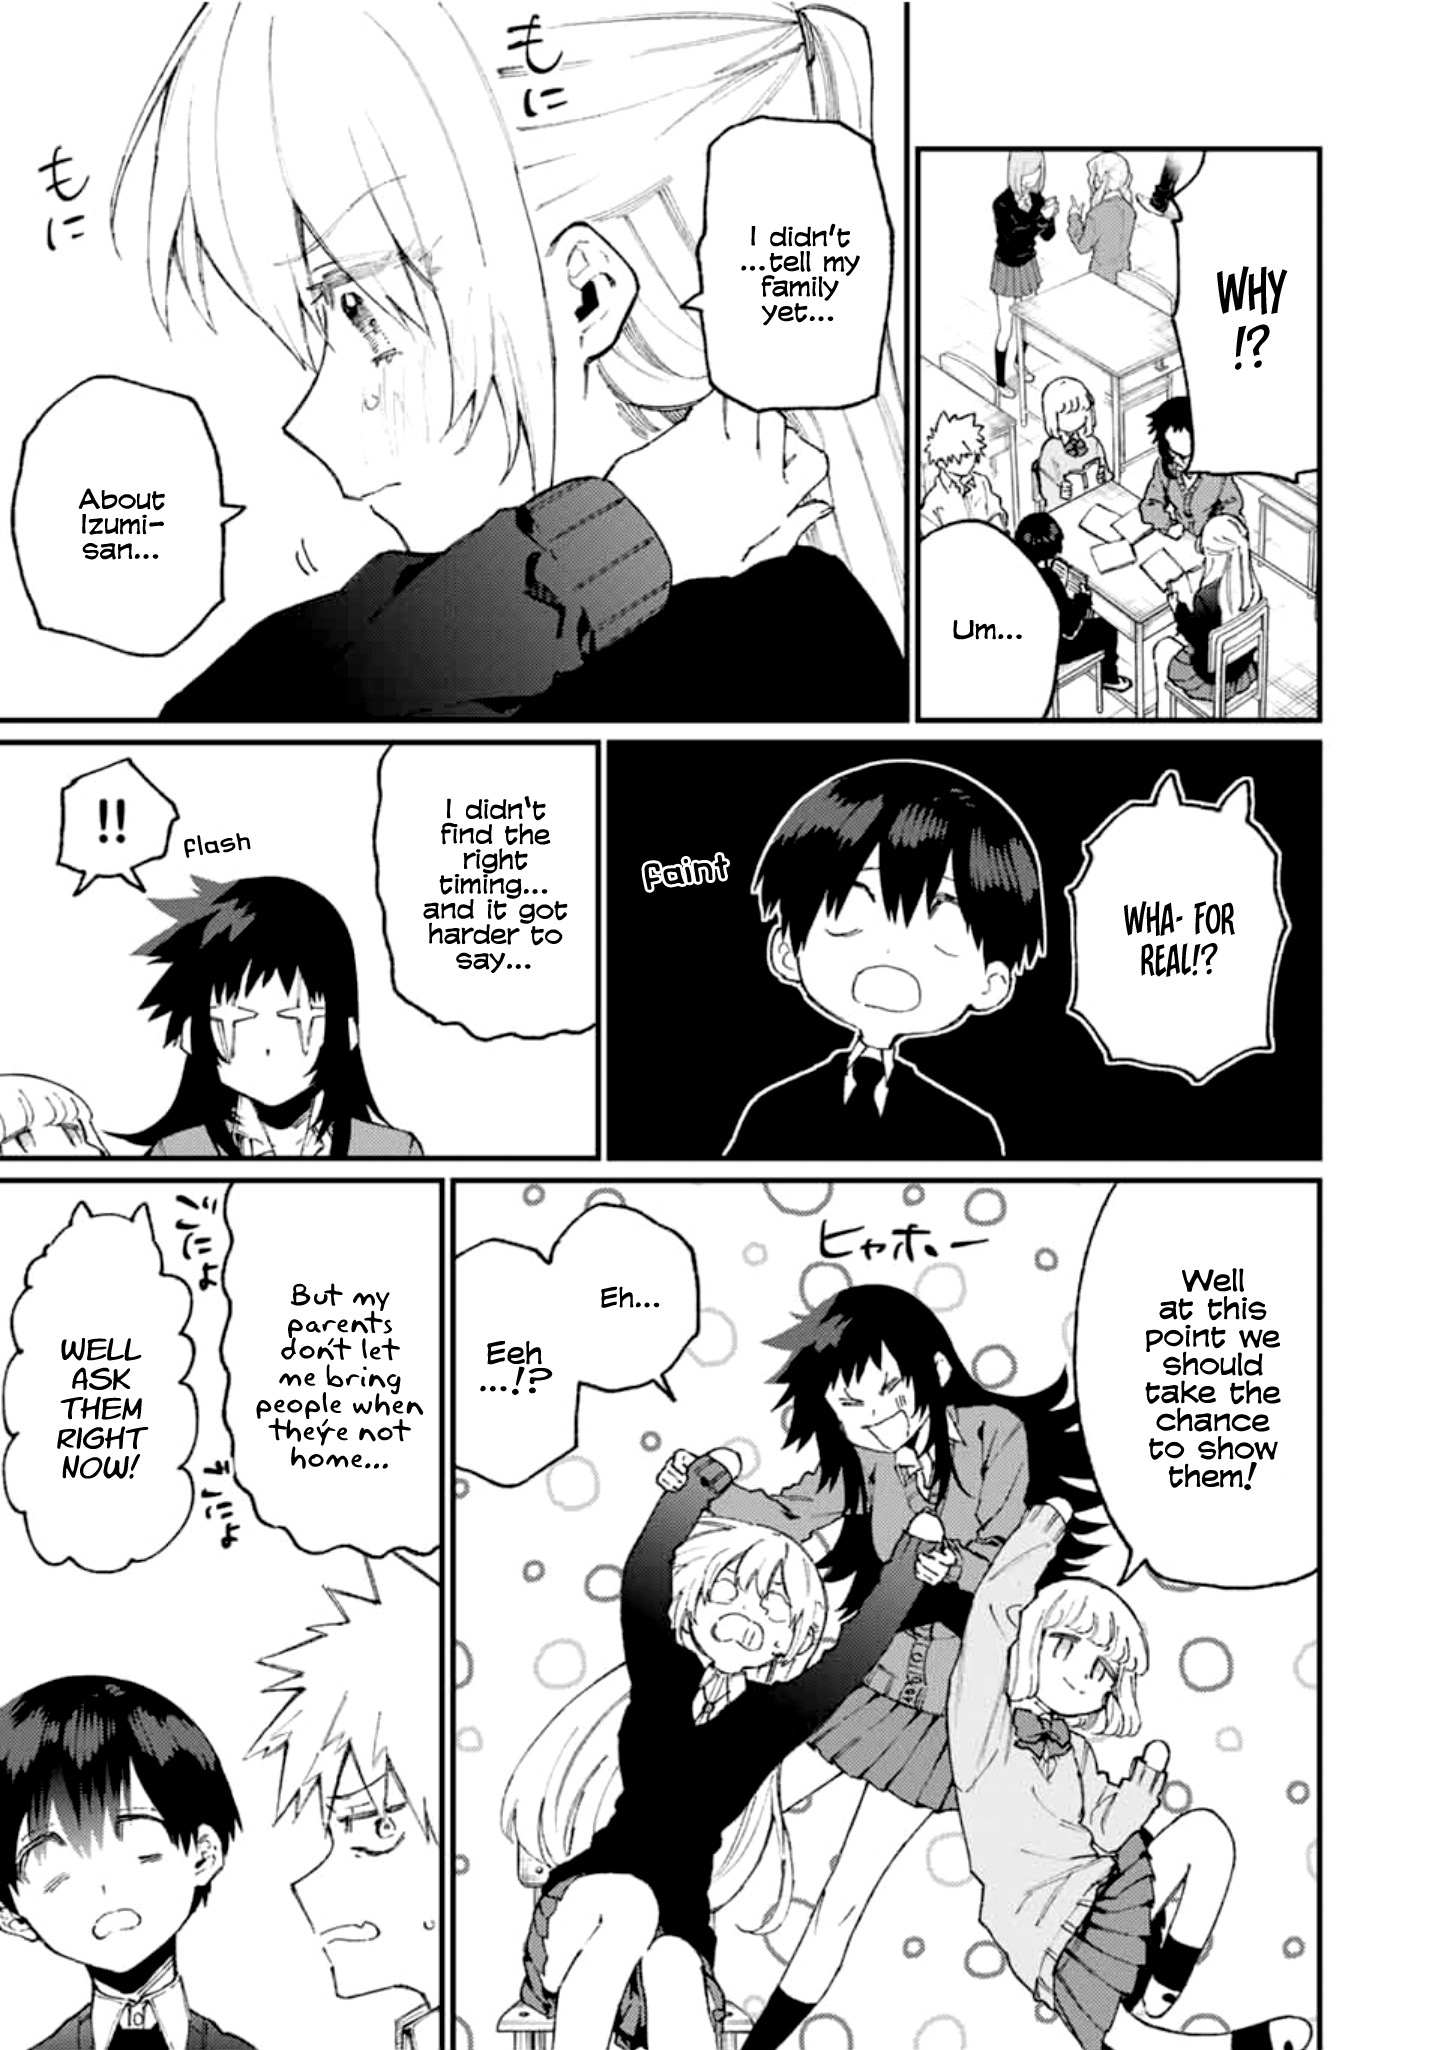 WHY
!?
Um...
もに
I didn't
...tell my
family
yet...
もに
About
Izumi-
san...
WHA- FOR
REAL!?
faint
I didn't
find the
right
timing...
and it got
harder to
say...
flash
!!
Well
at this
point we
should
take the
chance
to show
them!
ヒャホー
Eh...
Eeh
...!?
But my
parents
don't let
me bring
people when
they're not
home...
WELL
ASK
THEM
RIGHT
NOW!